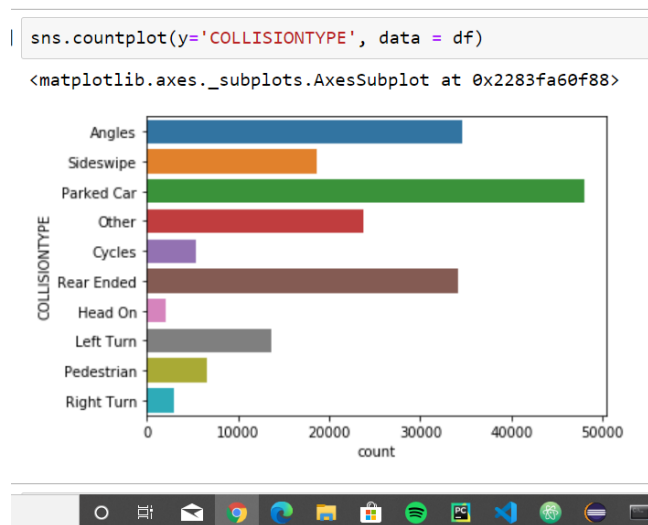 sns.countplot(y='COLLISIONTYPE', data = df)
<matplotlib.axes._subplots.AxesSubplot at 0x2283fa60f88>
COLLISIONTYPE
Angles
Sideswipe
Parked Car
Other
Cycles
Rear Ended
Head On
Left Turn
Pedestrian
Right Turn
0 10000 20000 30000 40000 50000
count
PC